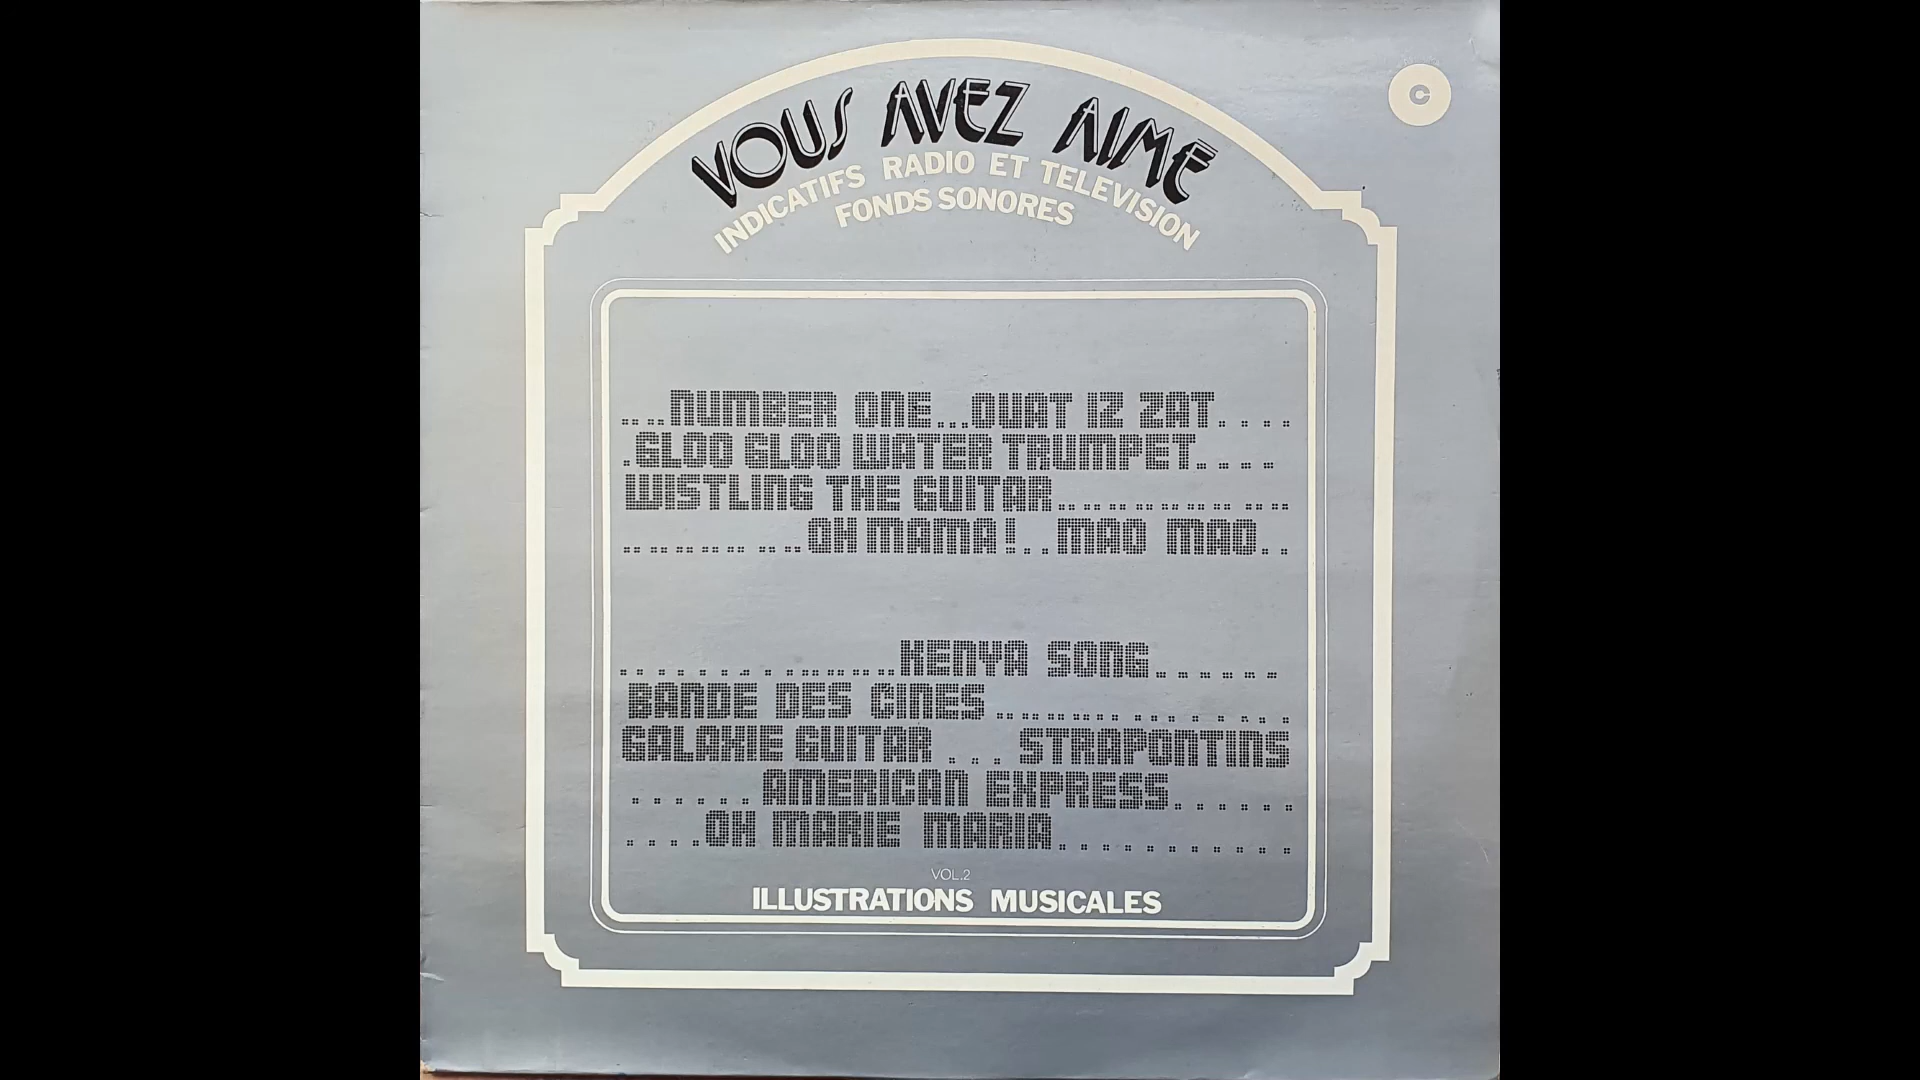 C
VOUS AVEZ AIME
INDICATIFS RADIO ET TELEVISION
FONDS SONORES
....NUMBER ONE...OUAT IZ ZAT....
.GLOO GLOO WATER TRUMPET....
WISTLING THE GUITAR..................
..............OH MAMA!..MAO MAO..
................KENYA SONG......
BANDE DES CINES ................
GALAXIE GUITAR ... STRAPONTINS
......AMERICAN EXPRESS......
....OH MARIE MARIA..........
VOL.2
ILLUSTRATIONS MUSICALES